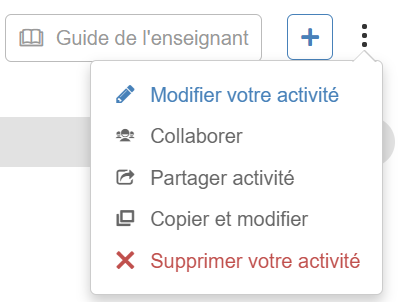 Guide de l'enseignant
Modifier votre activité
Collaborer
Partager activité
Copier et modifier
Supprimer votre activité